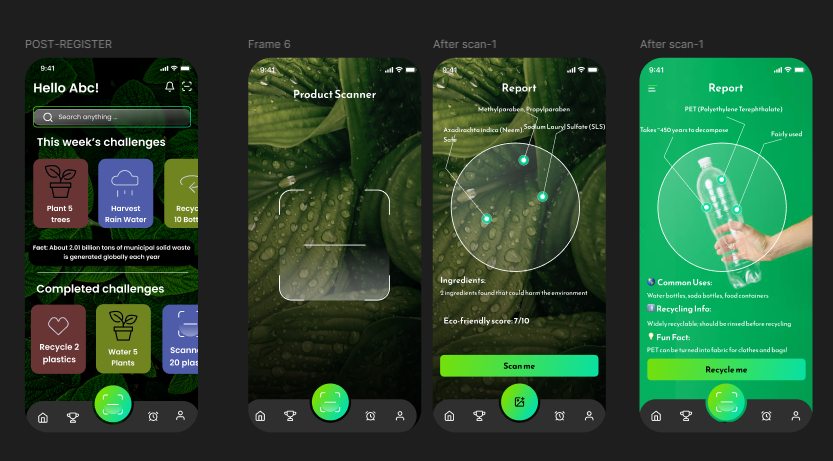 POST-REGISTER
9:41
Hello Abc!
Search anything ..
This week's challenges
Plant 5
trees
Harvest
Rain Water
Recyc
10 Bott
Fact: About 2.01 billion tons of municipal solid waste
is generated globally each year
Completed challenges
Recycle 2
plastics
Water 5
Plants
Scann
20 plas
Frame 6
9:41
Product Scanner
After scan-1
9:41
Report
Methylparaben, Propylparaben
Azadirachta indica (Neem)
Safe
Sodium Lauryl Sulfate (SLS)
Ingredients:
2 ingredients found that could harm the environment
Eco-friendly score: 7/10
Scan me
After scan-1
9:41
Report
PET (Polyethylene Terephthalate)
Takes ~450 years to decompose
Fairly used
Common Uses:
Water bottles, soda bottles, food containers
Recycling Info:
Widely recyclable; should be rinsed before recycling
Fun Fact:
PET can be turned into fabric for clothes and bags!
Recycle me